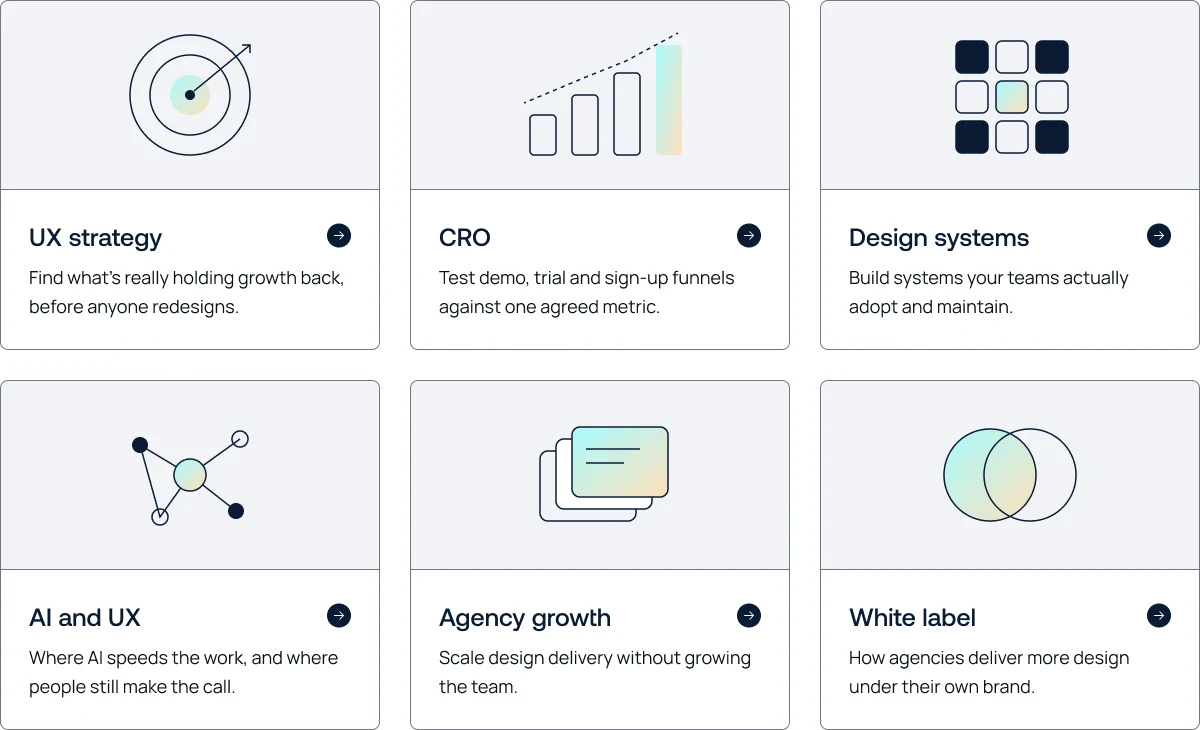 UX strategy
Find what's really holding growth back,
before anyone redesigns.
CRO
Test demo, trial and sign-up funnels
against one agreed metric.
Design systems
Build systems your teams actually
adopt and maintain.
AI and UX
Where AI speeds the work, and where
people still make the call.
Agency growth
Scale design delivery without growing
the team.
White label
How agencies deliver more design
under their own brand.